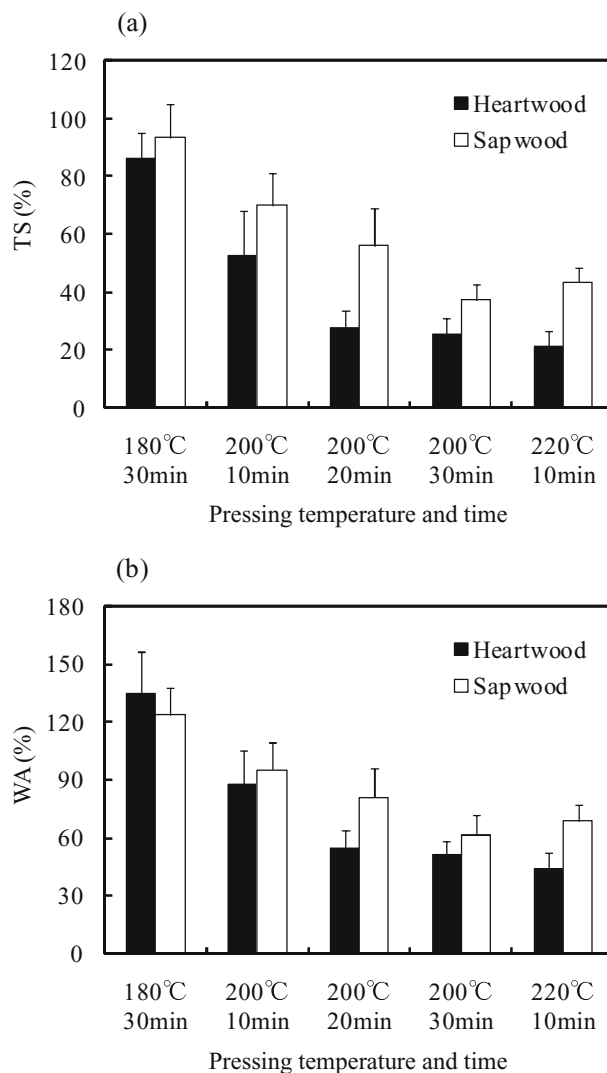 (a)
120
100
80
60
40
20
0
TS (%)
Heartwood
Sapwood
180℃ 200℃ 200℃ 200℃ 220℃
30min 10min 20min 30min 10min
Pressing temperature and time
(b)
180
150
120
90
60
30
0
WA (%)
Heartwood
Sapwood
180℃ 200℃ 200℃ 200℃ 220℃
30min 10min 20min 30min 10min
Pressing temperature and time